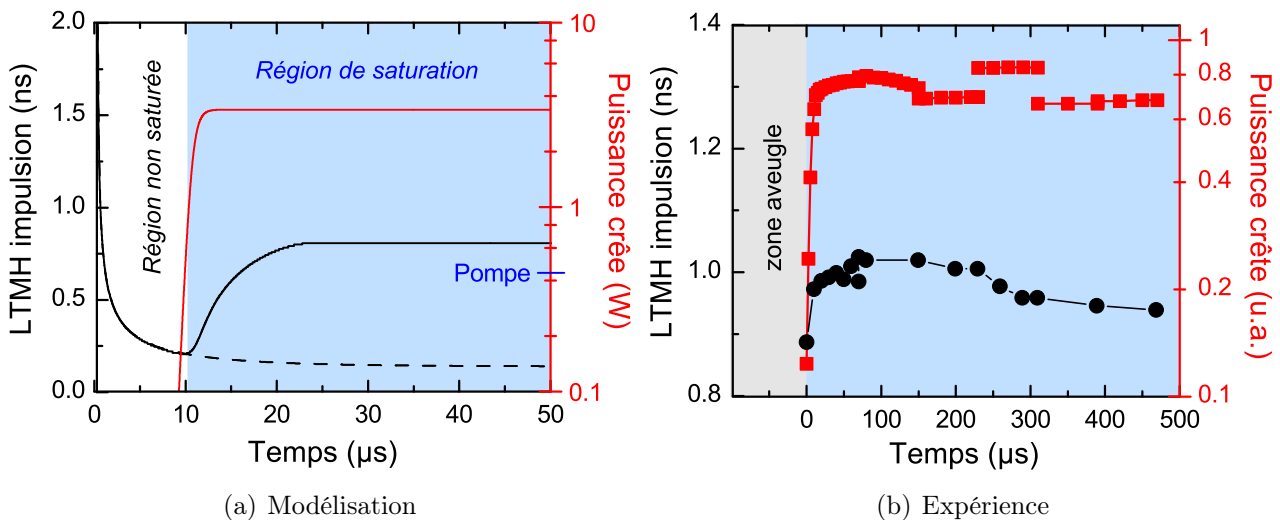 2.0
1.5
1.0
0.5
0.0
LTMH impulsion (ns)
Région non saturée
Région de saturation
Pompe
10
1
0.1
Puissance crêe (W)
0
10
20
30
40
50
Temps (µs)
(a) Modélisation
1.4
1.3
1.2
1.0
0.8
LTMH impulsion (ns)
zone aveugle
1
0.8
0.6
0.4
0.2
0.1
Puissance crête (u.a.)
0
100
200
300
400
500
Temps (µs)
(b) Expérience